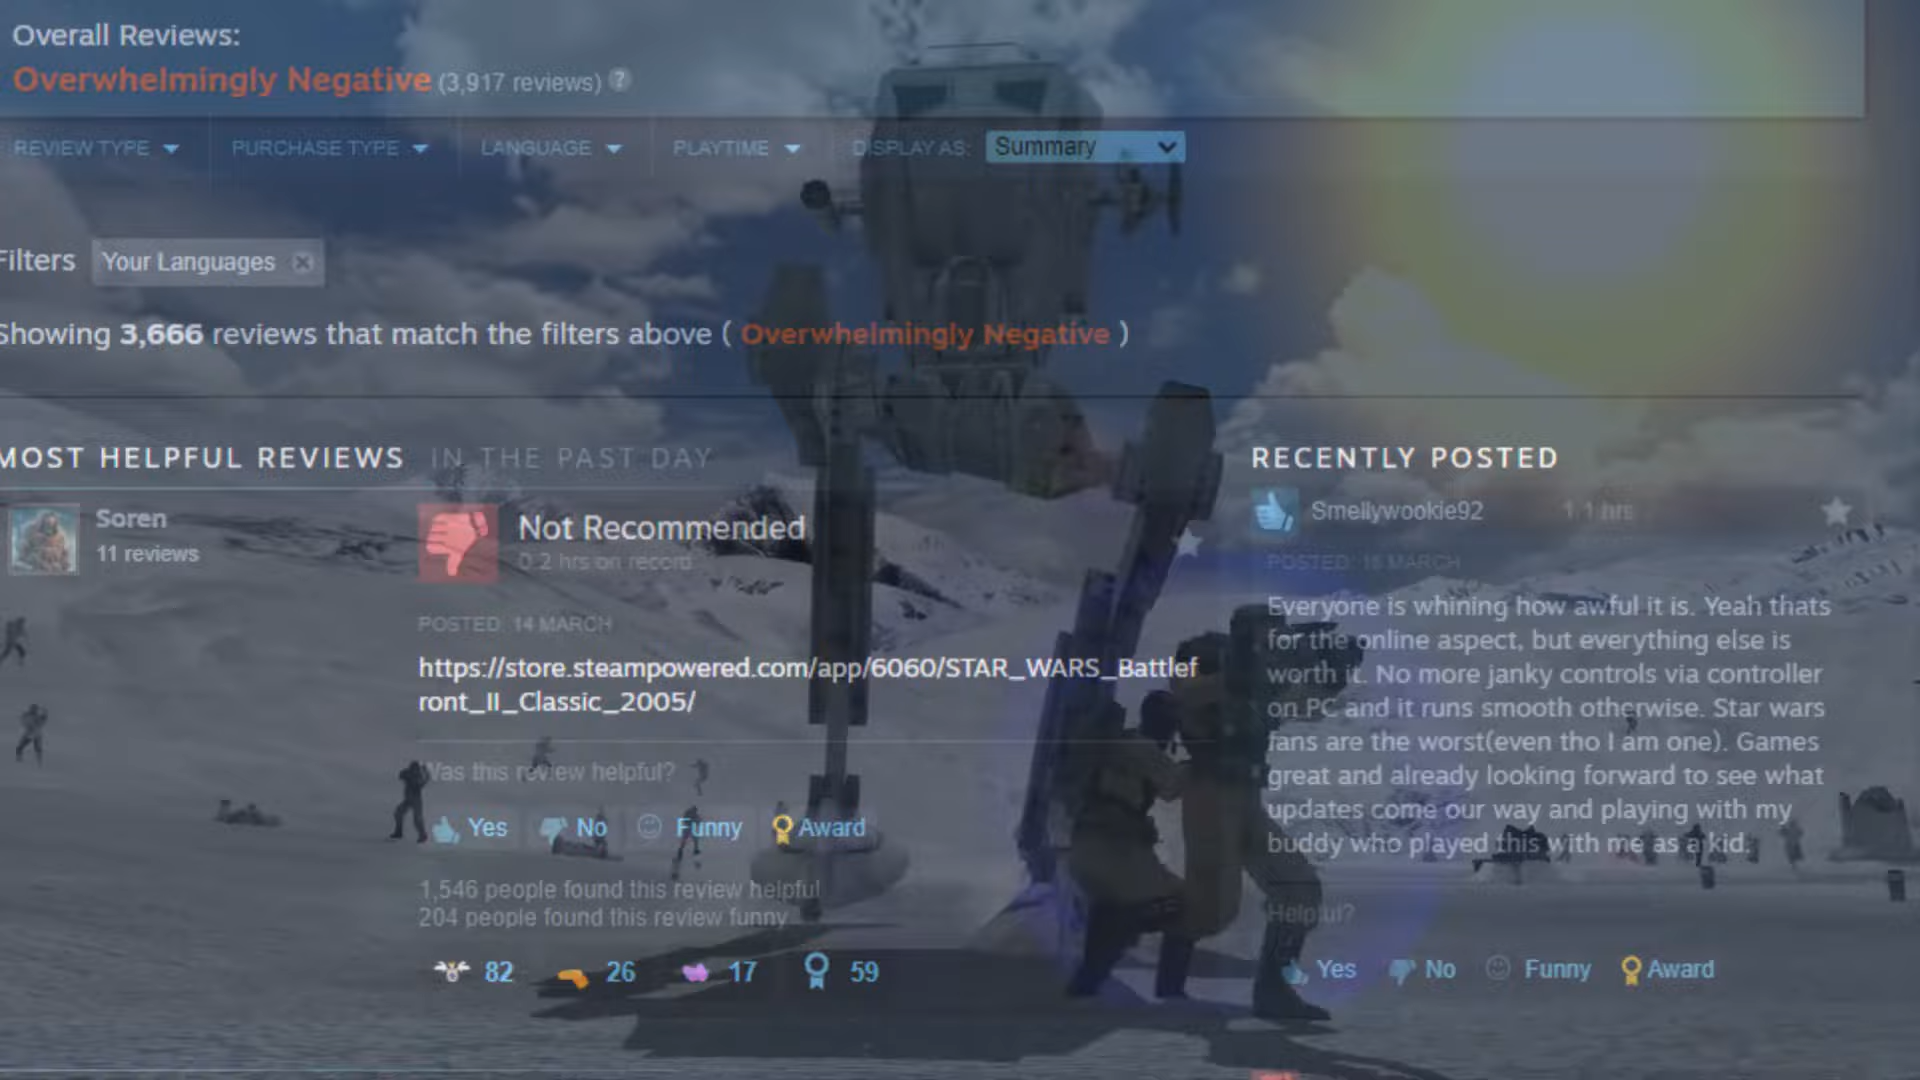 Overall Reviews:
Overwhelmingly Negative (3,917 reviews) ?
REVIEW TYPE PURCHASE TYPE LANGUAGE PLAYTIME DISPLAY AS: Summary
Filters Your Languages
Showing 3,666 reviews that match the filters above ( Overwhelmingly Negative )
MOST HELPFUL REVIEWS IN THE PAST DAY
Soren
11 reviews
Not Recommended
0.2 hrs on record
POSTED: 14 MARCH
https://store.steampowered.com/app/6060/STAR_WARS_Battlef
ront_II_Classic_2005/
Was this review helpful?
Yes No Funny Award
1,546 people found this review helpful
204 people found this review funny
82 26 17 59
RECENTLY POSTED
Smellywookie92 1.1 hrs
POSTED: 16 MARCH
Everyone is whining how awful it is. Yeah thats
for the online aspect, but everything else is
worth it. No more janky controls via controller
on PC and it runs smooth otherwise. Star wars
fans are the worst(even tho I am one). Games
great and already looking forward to see what
updates come our way and playing with my
buddy who played this with me as a kid.
Helpful?
Yes No Funny Award